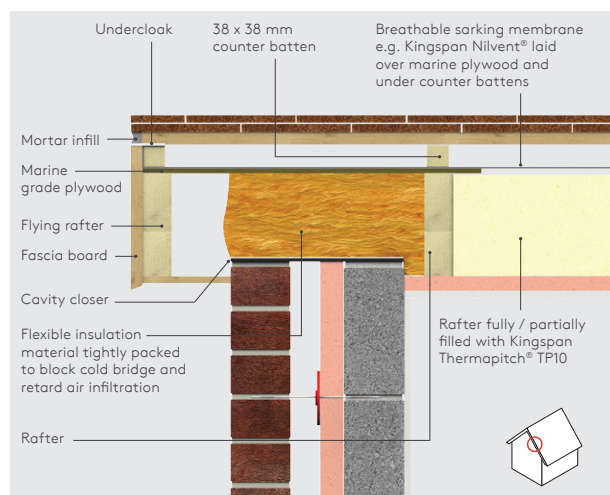 Undercloak
38 x 38 mm
counter batten
Breathable sarking membrane
e.g. Kingspan Nilvent® laid
over marine plywood and
under counter battens
Mortar infill
Marine
grade plywood
Flying rafter
Fascia board
Cavity closer
Flexible insulation
material tightly packed
to block cold bridge and
retard air infiltration
Rafter
Rafter fully / partially
filled with Kingspan
Thermapitch® TP10